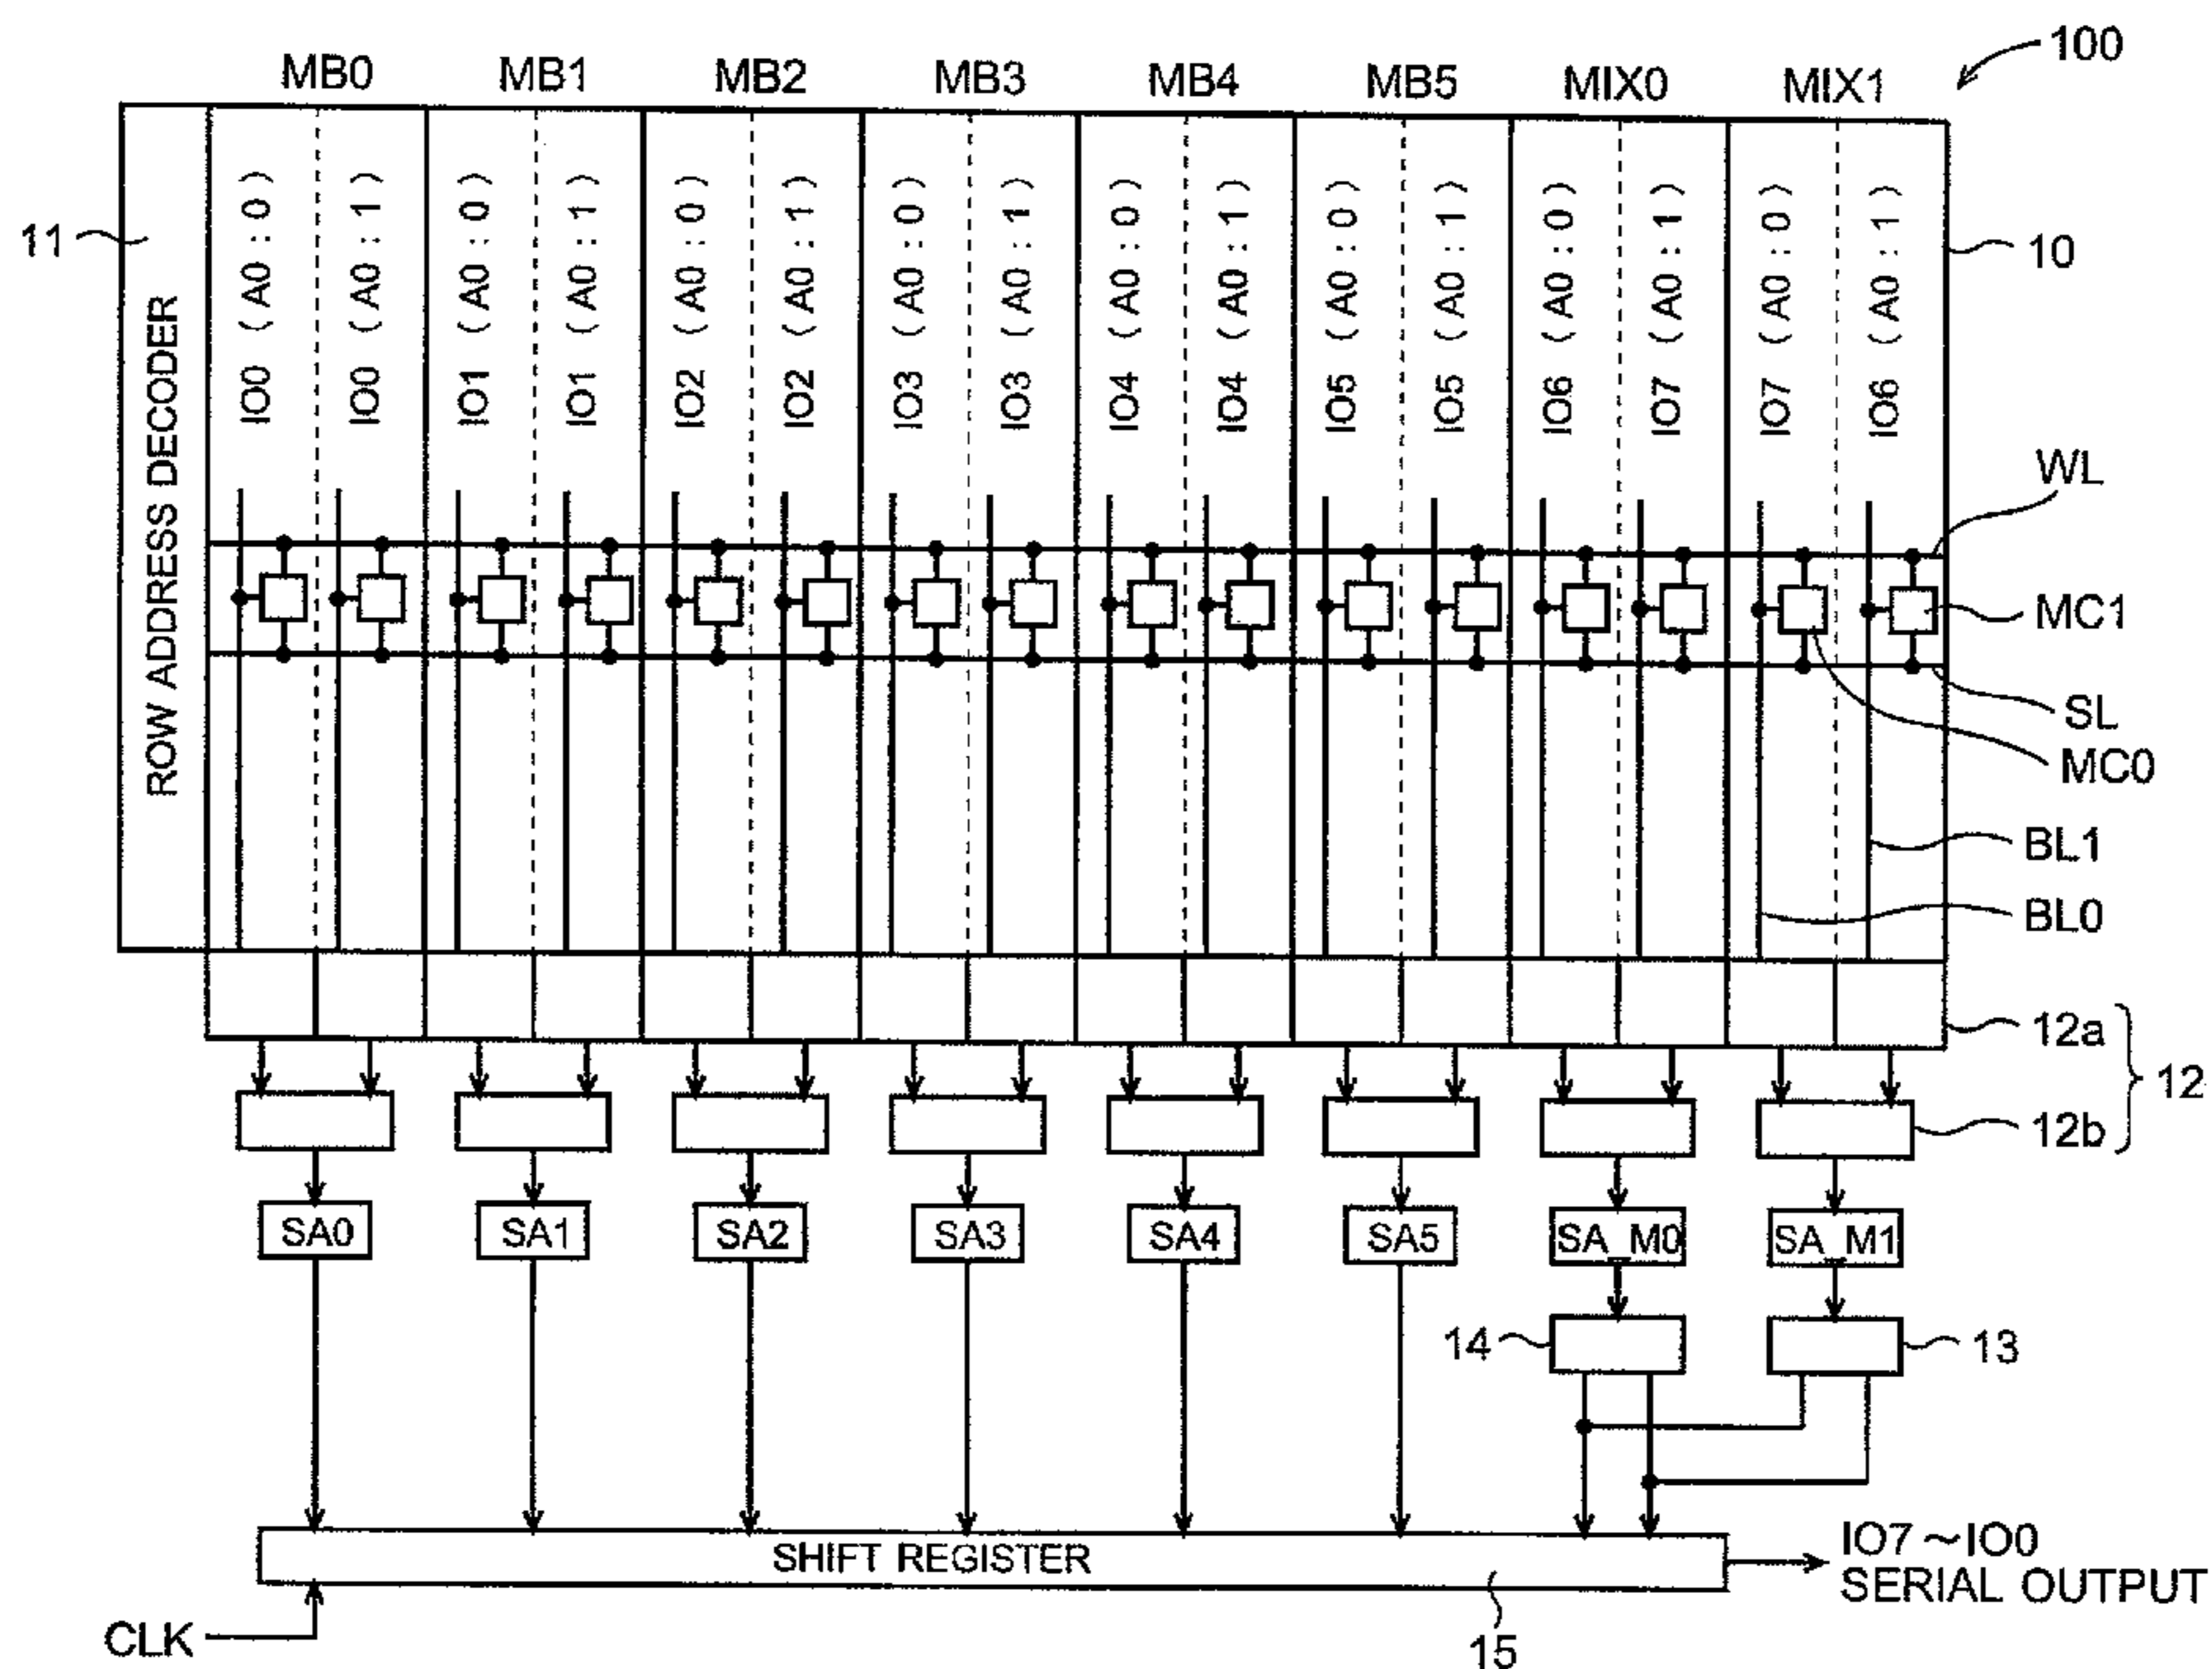 100
MB0 MB1 MB2 MB3 MB4 MB5 MIX0 MIX1
11
ROW ADDRESS DECODER
IO0 (A0:0)
IO0 (A0:1)
IO1 (A0:0)
IO1 (A0:1)
IO2 (A0:0)
IO2 (A0:1)
IO3 (A0:0)
IO3 (A0:1)
IO4 (A0:0)
IO4 (A0:1)
IO5 (A0:0)
IO5 (A0:1)
IO6 (A0:0)
IO7 (A0:1)
IO7 (A0:0)
IO6 (A0:1)
10
WL
MC1
SL
MC0
BL1
BL0
12a
12
12b
SA0 SA1 SA2 SA3 SA4 SA5 SA_M0 SA_M1
14
13
SHIFT REGISTER
IO7~IO0
SERIAL OUTPUT
CLK
15